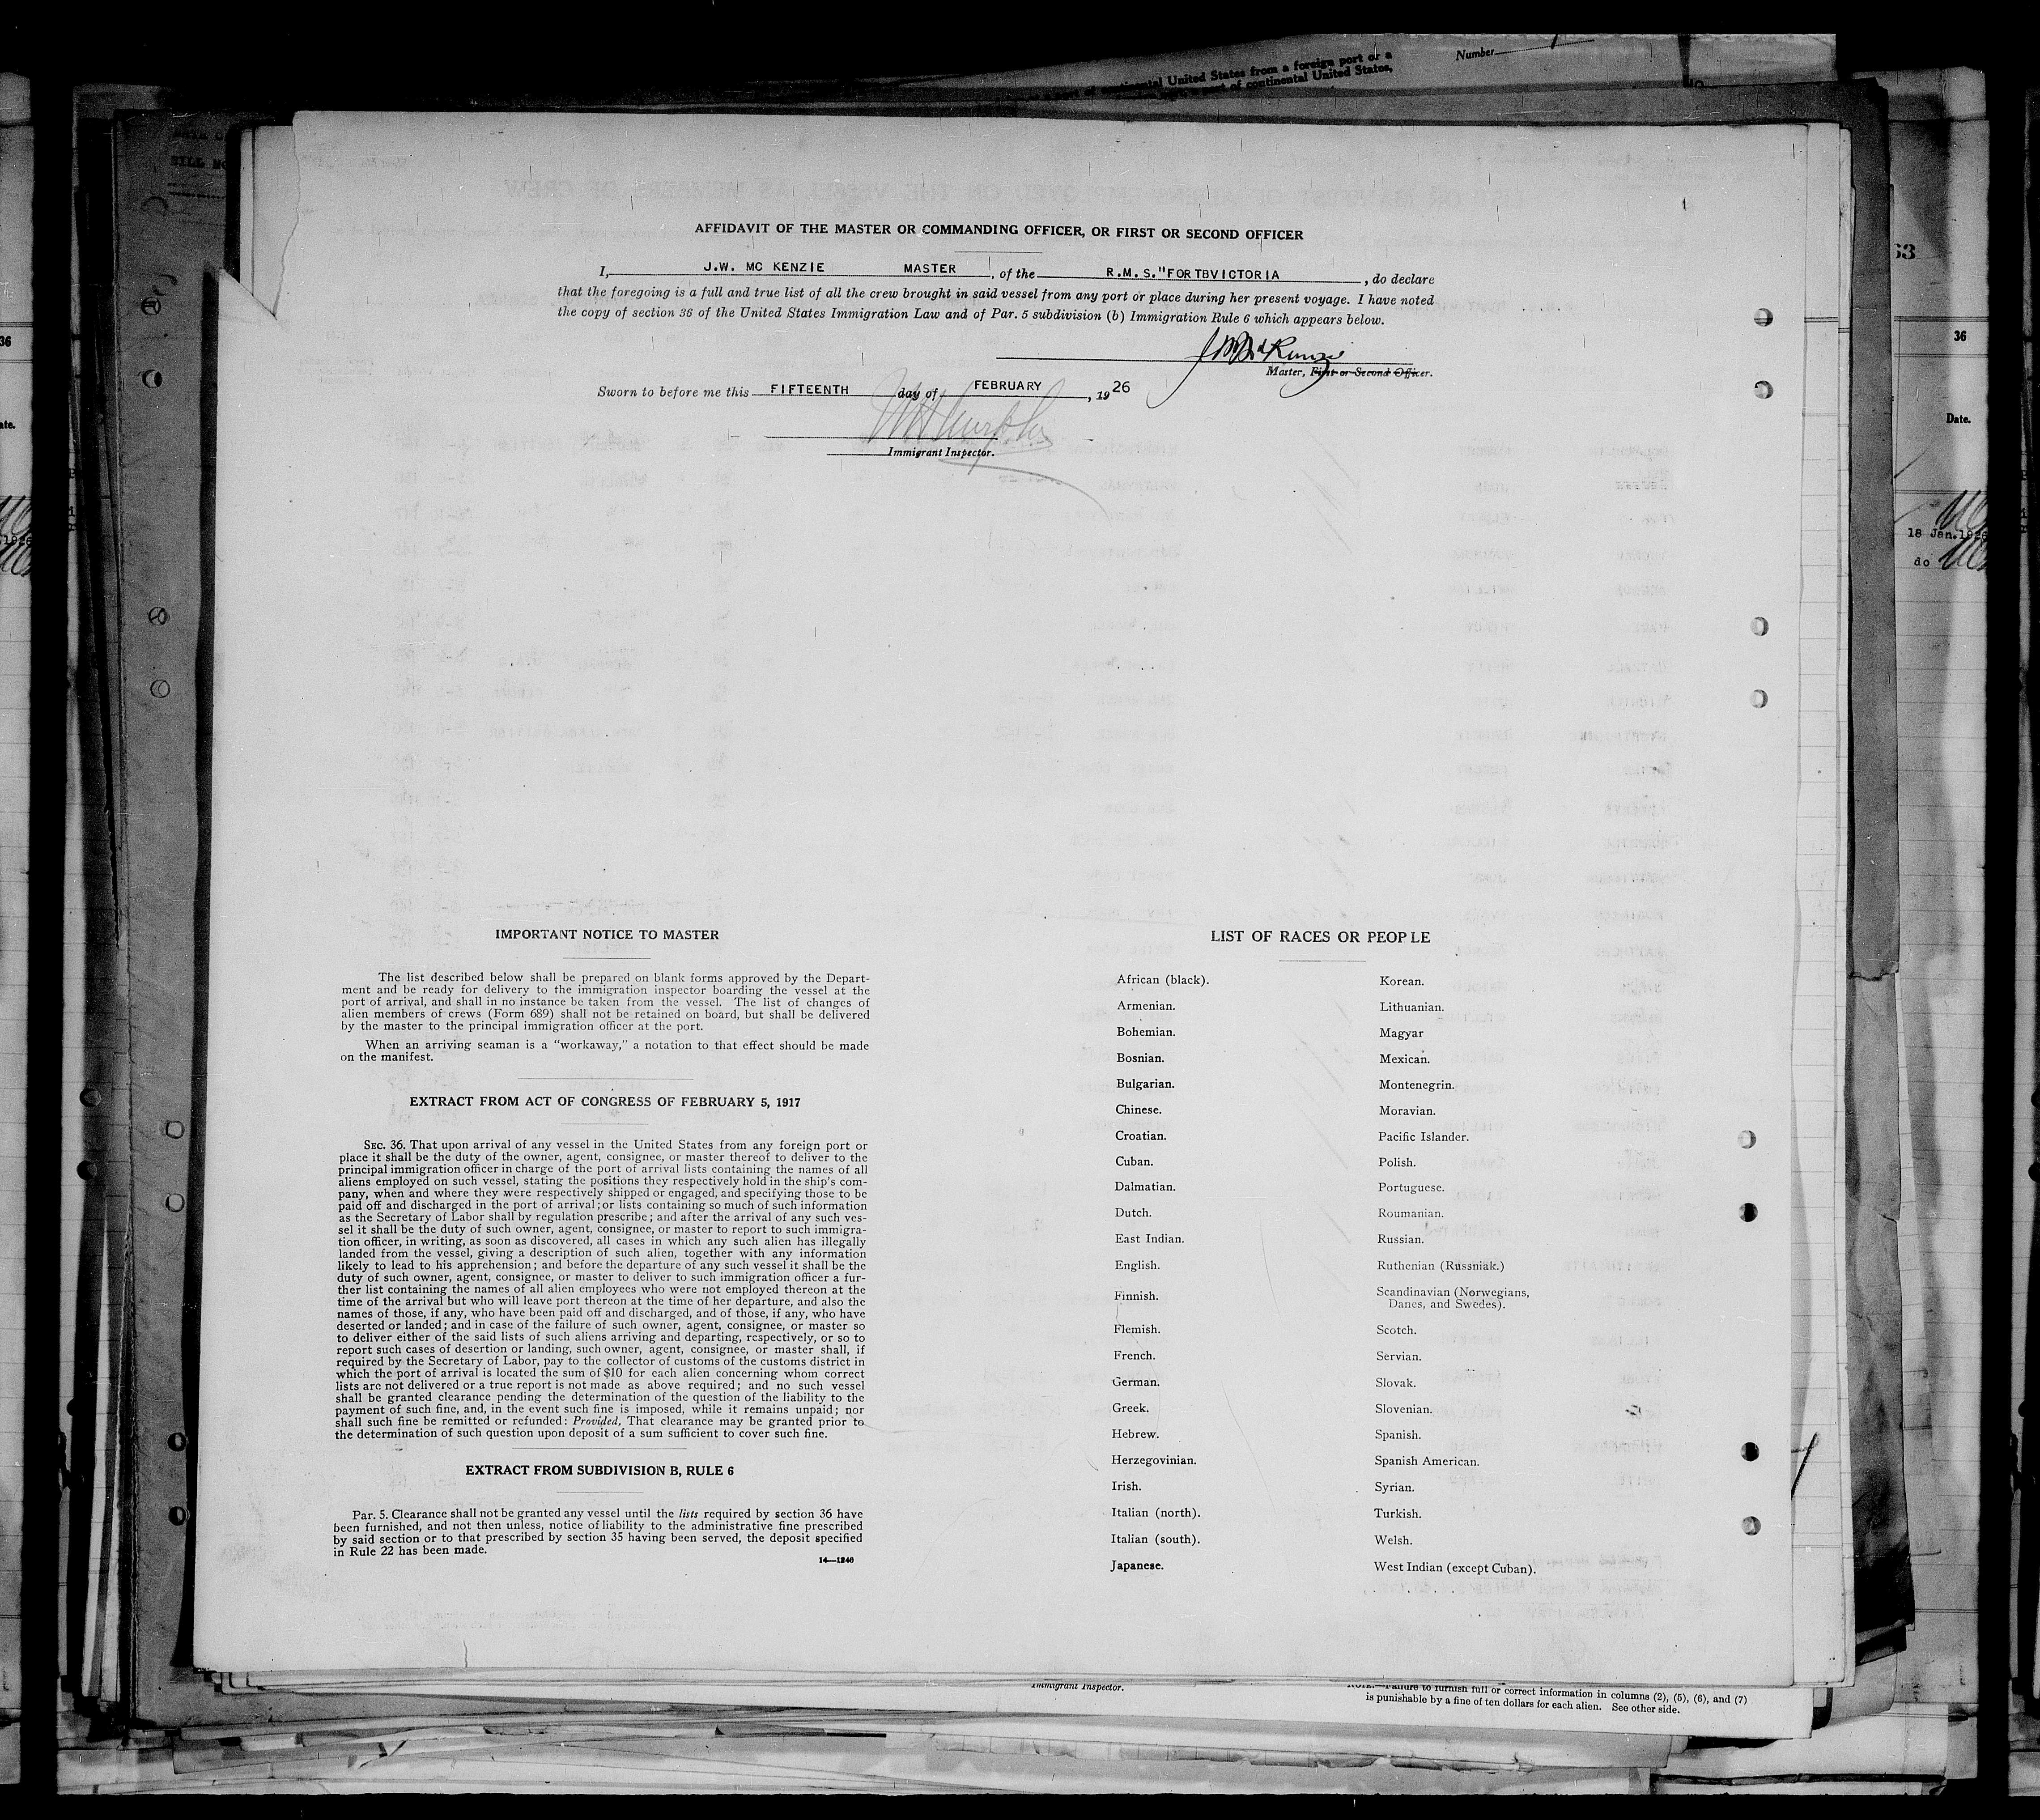 Number
continental United States from a foreign port or a
port of continental United States,
AFFIDAVIT OF THE MASTER OR COMMANDING OFFICER, OR FIRST OR SECOND OFFICER
I, J.W. MC KENZIE MASTER, of the R.M.S."FORTBVICTORIA, do declare
that the foregoing is a full and true list of all the crew brought in said vessel from any port or place during her present voyage. I have noted
the copy of section 36 of the United States Immigration Law and of Par. 5 subdivision (b) Immigration Rule 6 which appears below.
J W McKenzie
Master, First or Second Officer.
Sworn to before me this FIFTEENTH day of FEBRUARY, 1926
Immigrant Inspector.
53
36
36
Date.
18 Jan.1926
do
IMPORTANT NOTICE TO MASTER
The list described below shall be prepared on blank forms approved by the Depart-
ment and be ready for delivery to the immigration inspector boarding the vessel at the
port of arrival, and shall in no instance be taken from the vessel. The list of changes of
alien members of crews (Form 689) shall not be retained on board, but shall be delivered
by the master to the principal immigration officer at the port.
When an arriving seaman is a "workaway," a notation to that effect should be made
on the manifest.
EXTRACT FROM ACT OF CONGRESS OF FEBRUARY 5, 1917
SEC. 36. That upon arrival of any vessel in the United States from any foreign port or
place it shall be the duty of the owner, agent, consignee, or master thereof to deliver to the
principal immigration officer in charge of the port of arrival lists containing the names of all
aliens employed on such vessel, stating the positions they respectively hold in the ship's com-
pany, when and where they were respectively shipped or engaged, and specifying those to be
paid off and discharged in the port of arrival; or lists containing so much of such information
as the Secretary of Labor shall by regulation prescribe; and after the arrival of any such ves-
sel it shall be the duty of such owner, agent, consignee, or master to report to such immigra-
tion officer, in writing, as soon as discovered, all cases in which any such alien has illegally
landed from the vessel, giving a description of such alien, together with any information
likely to lead to his apprehension; and before the departure of any such vessel it shall be the
duty of such owner, agent, consignee, or master to deliver to such immigration officer a fur-
ther list containing the names of all alien employees who were not employed thereon at the
time of the arrival but who will leave port thereon at the time of her departure, and also the
names of those, if any, who have been paid off and discharged, and of those, if any, who have
deserted or landed; and in case of the failure of such owner, agent, consignee, or master so
to deliver either of the said lists of such aliens arriving and departing, respectively, or so to
report such cases of desertion or landing, such owner, agent, consignee, or master shall, if
required by the Secretary of Labor, pay to the collector of customs of the customs district in
which the port of arrival is located the sum of $10 for each alien concerning whom correct
lists are not delivered or a true report is not made as above required; and no such vessel
shall be granted clearance pending the determination of the question of the liability to the
payment of such fine, and, in the event such fine is imposed, while it remains unpaid; nor
shall such fine be remitted or refunded: Provided, That clearance may be granted prior to
the determination of such question upon deposit of a sum sufficient to cover such fine.
EXTRACT FROM SUBDIVISION B, RULE 6
Par. 5. Clearance shall not be granted any vessel until the lists required by section 36 have
been furnished, and not then unless, notice of liability to the administrative fine prescribed
by said section or to that prescribed by section 35 having been served, the deposit specified
in Rule 22 has been made.
14—1240
LIST OF RACES OR PEOPLE
African (black).
Armenian.
Bohemian.
Bosnian.
Bulgarian.
Chinese.
Croatian.
Cuban.
Dalmatian.
Dutch.
East Indian.
English.
Finnish.
Flemish.
French.
German.
Greek.
Hebrew.
Herzegovinian.
Irish.
Italian (north).
Italian (south).
Japanese.
Korean.
Lithuanian.
Magyar
Mexican.
Montenegrin.
Moravian.
Pacific Islander.
Polish.
Portuguese.
Roumanian.
Russian.
Ruthenian (Russniak.)
Scandinavian (Norwegians,
Danes, and Swedes).
Scotch.
Servian.
Slovak.
Slovenian.
Spanish.
Spanish American.
Syrian.
Turkish.
Welsh.
West Indian (except Cuban).
Immigrant Inspector.
NOTE.—Failure to furnish full or correct information in columns (2), (5), (6), and (7)
is punishable by a fine of ten dollars for each alien. See other side.